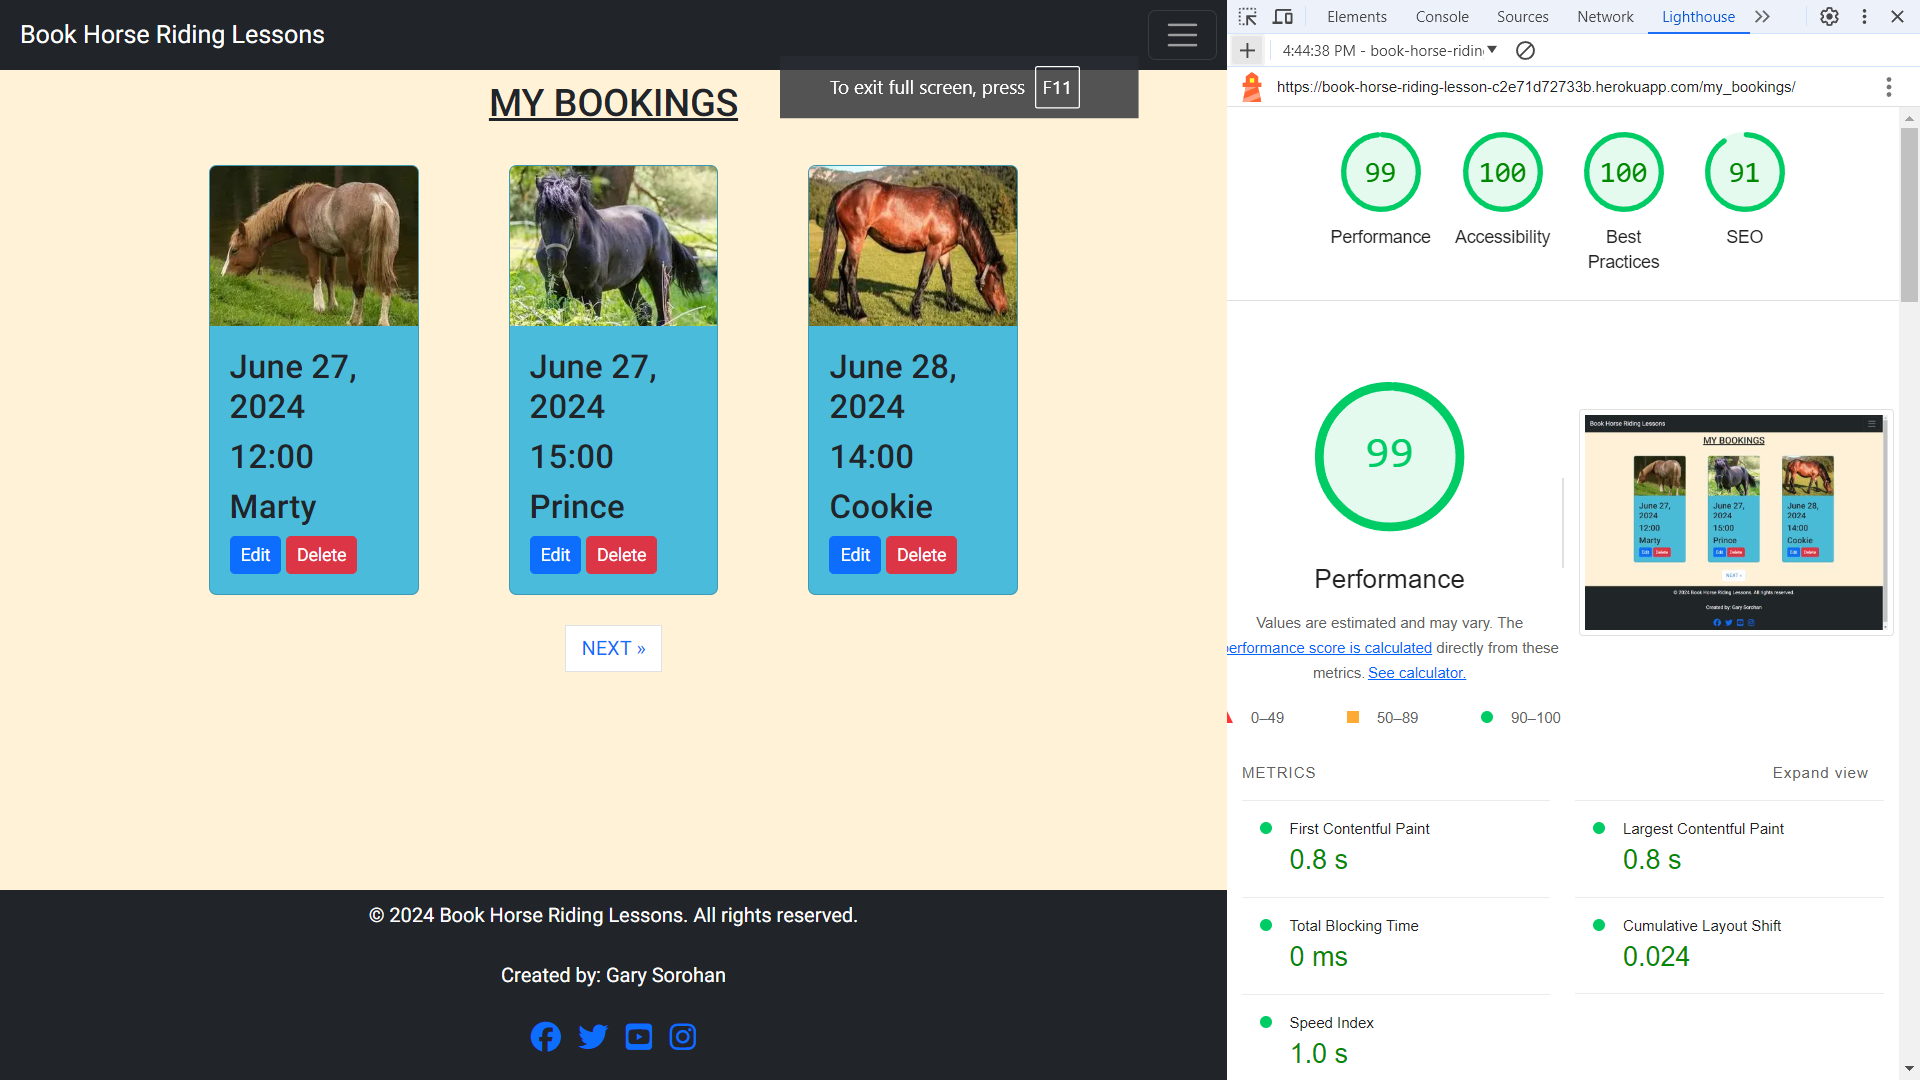 Book Horse Riding Lessons
To exit full screen, press F11
MY BOOKINGS
June 27,
2024
12:00
Marty
Edit Delete
June 27,
2024
15:00
Prince
Edit Delete
June 28,
2024
14:00
Cookie
Edit Delete
NEXT »
© 2024 Book Horse Riding Lessons. All rights reserved.
Created by: Gary Sorohan
Elements Console Sources Network Lighthouse
4:44:38 PM - book-horse-ridin
https://book-horse-riding-lesson-c2e71d72733b.herokuapp.com/my_bookings/
99 100 100 91
Performance Accessibility Best Practices SEO
99
Performance
Values are estimated and may vary. The
erformance score is calculated directly from these
metrics. See calculator.
0–49 50–89 90–100
METRICS Expand view
First Contentful Paint
0.8 s
Largest Contentful Paint
0.8 s
Total Blocking Time
0 ms
Cumulative Layout Shift
0.024
Speed Index
1.0 s
Book Horse Riding Lessons
MY BOOKINGS
June 27,
2024
12:00
Marty
Edit Delete
June 27,
2024
15:00
Prince
Edit Delete
June 28,
2024
14:00
Cookie
Edit Delete
NEXT »
© 2024 Book Horse Riding Lessons. All rights reserved.
Created by: Gary Sorohan